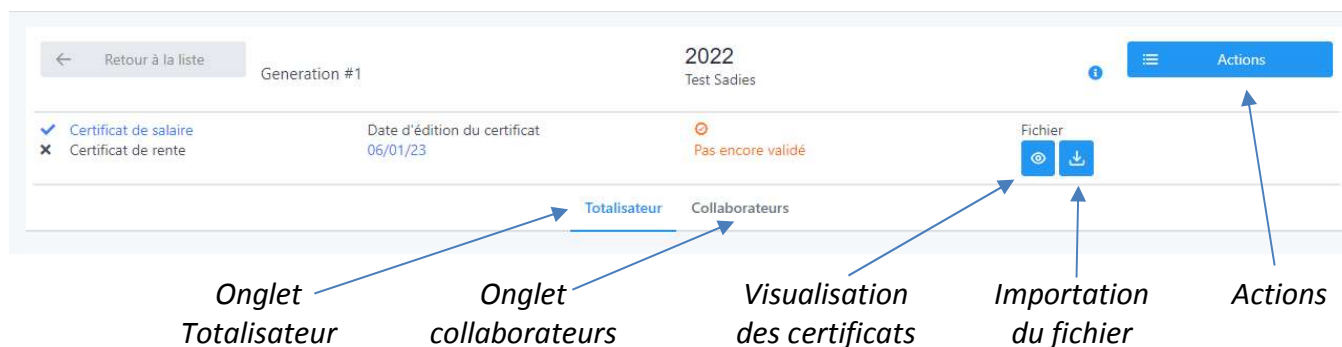 Retour à la liste
Generation #1
2022
Test Sadies
Actions
Certificat de salaire
Certificat de rente
Date d'édition du certificat
06/01/23
Pas encore validé
Fichier
Totalisateur
Collaborateurs
Onglet
Totalisateur
Onglet
collaborateurs
Visualisation
des certificats
Importation
du fichier
Actions